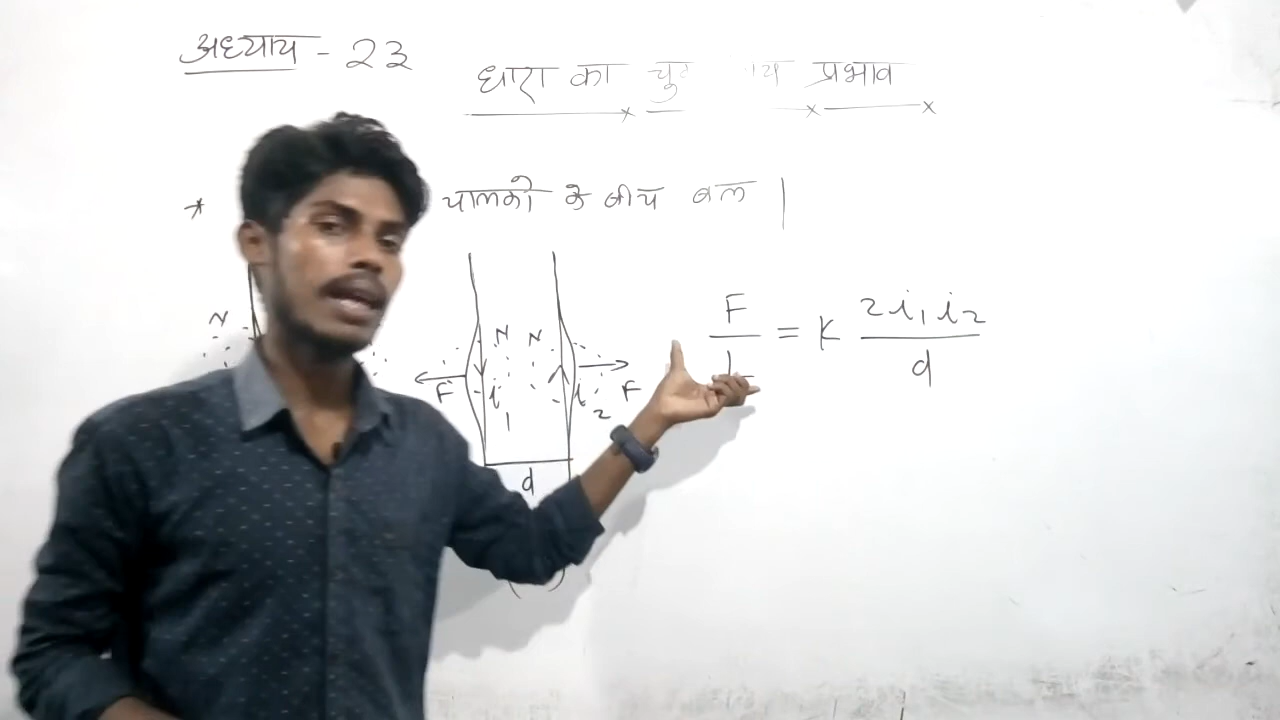 अध्याय - 23
धारा का प्रभाव
* चालको के बीच बल |
N N N
F i1 i2 F
d
F/L = K 2i1i2/d